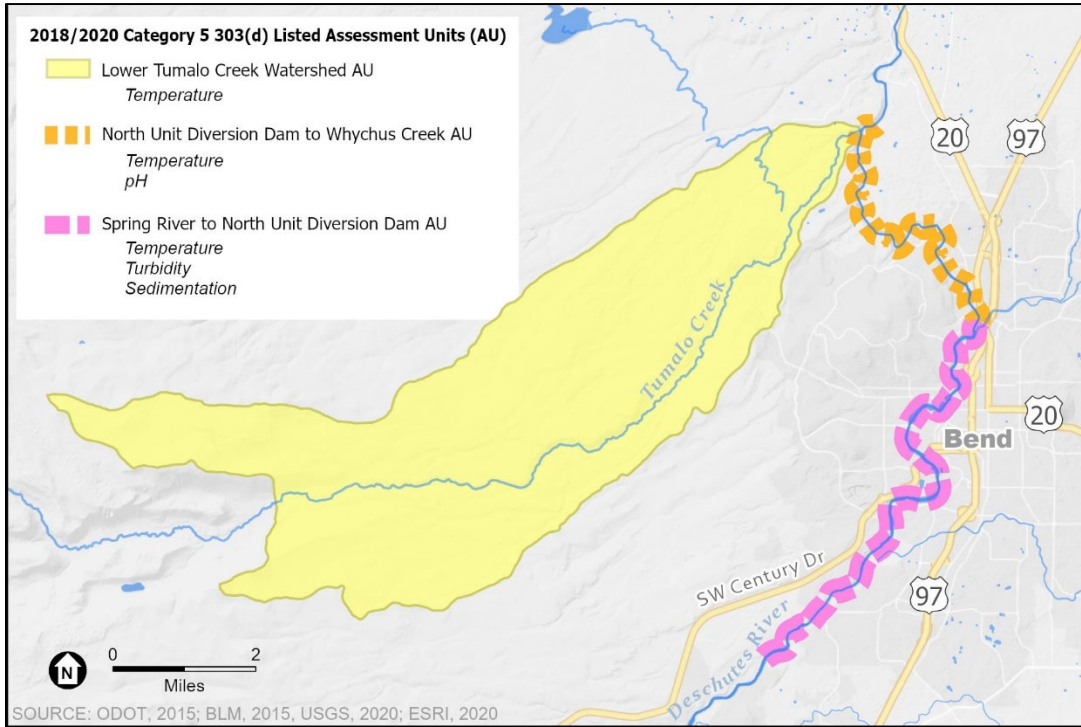 2018/2020 Category 5 303(d) Listed Assessment Units (AU)
Lower Tumalo Creek Watershed AU
Temperature
North Unit Diversion Dam to Whychus Creek AU
Temperature
pH
Spring River to North Unit Diversion Dam AU
Temperature
Turbidity
Sedimentation
20
97
Tumalo Creek
20
Bend
SW Century Dr
97
Deschutes River
N
0 2
Miles
SOURCE: ODOT, 2015; BLM, 2015, USGS, 2020; ESRI, 2020